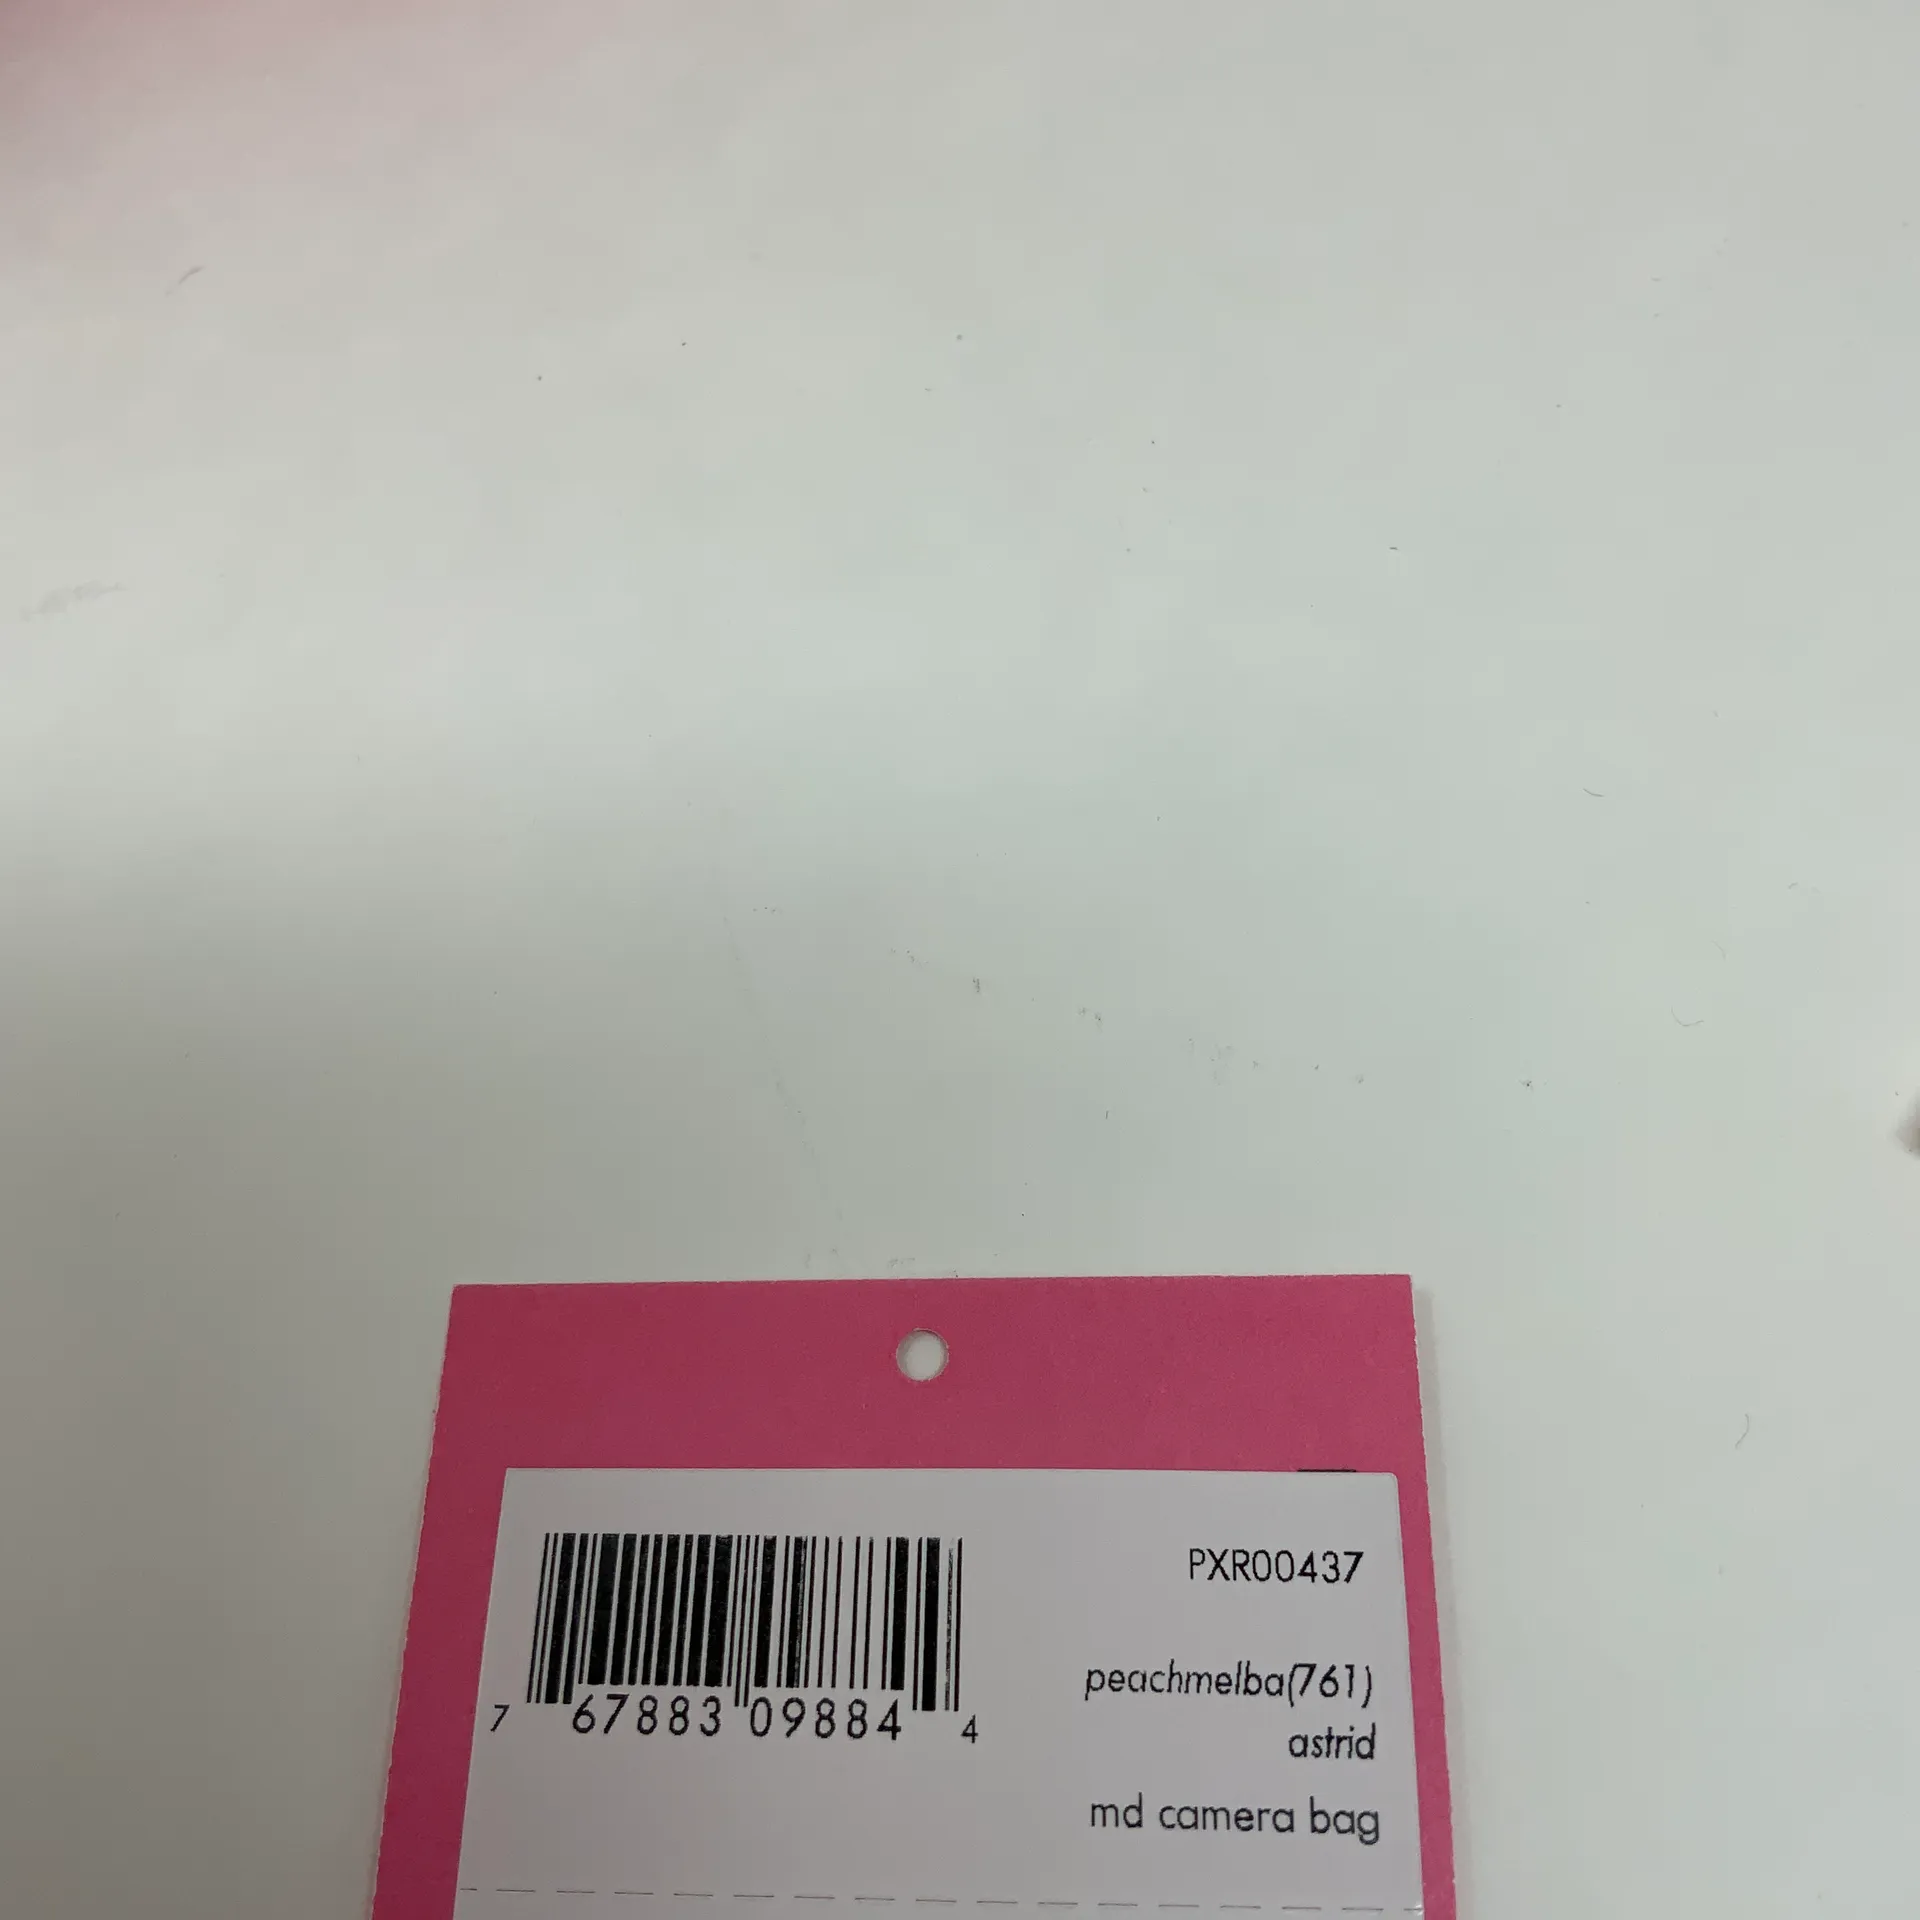 PXR00437
7 67883 09884 4
peachmelba(761)
astrid
md camera bag